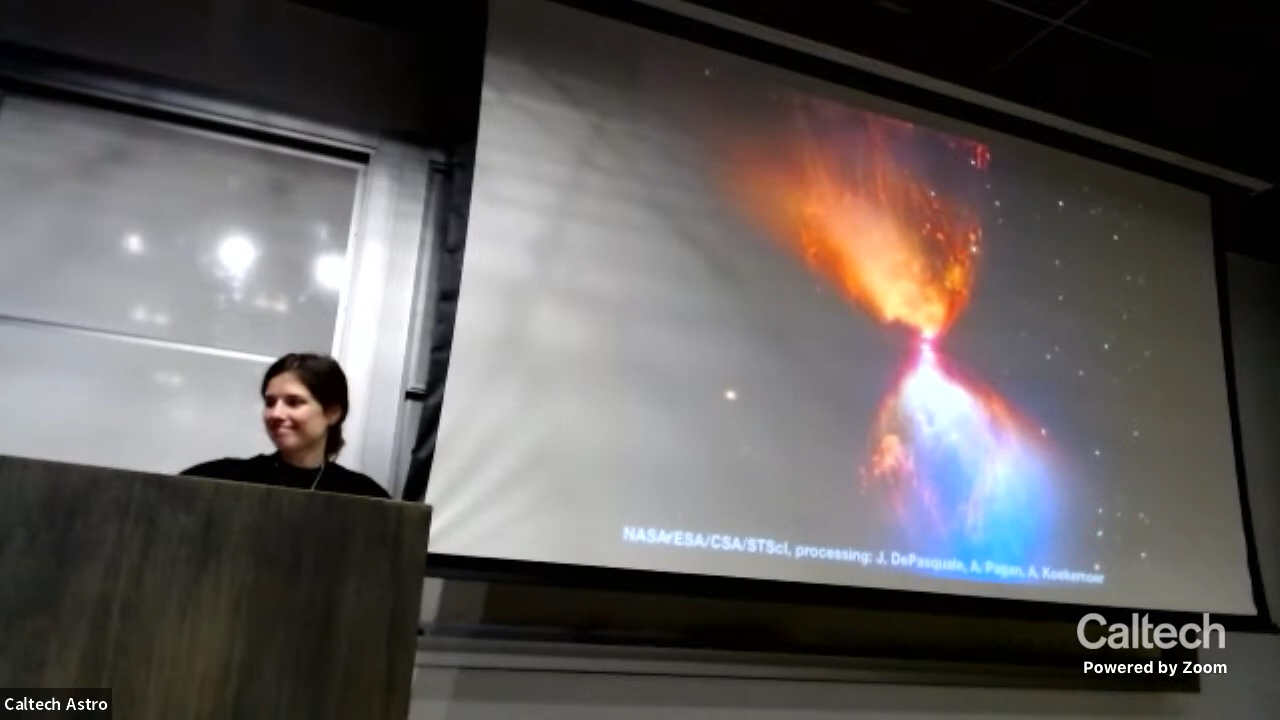 NASA/ESA/CSA/STScI, processing: J. DePasquale, A. Pagan, A. Koekemoer
Caltech
Powered by Zoom
Caltech Astro